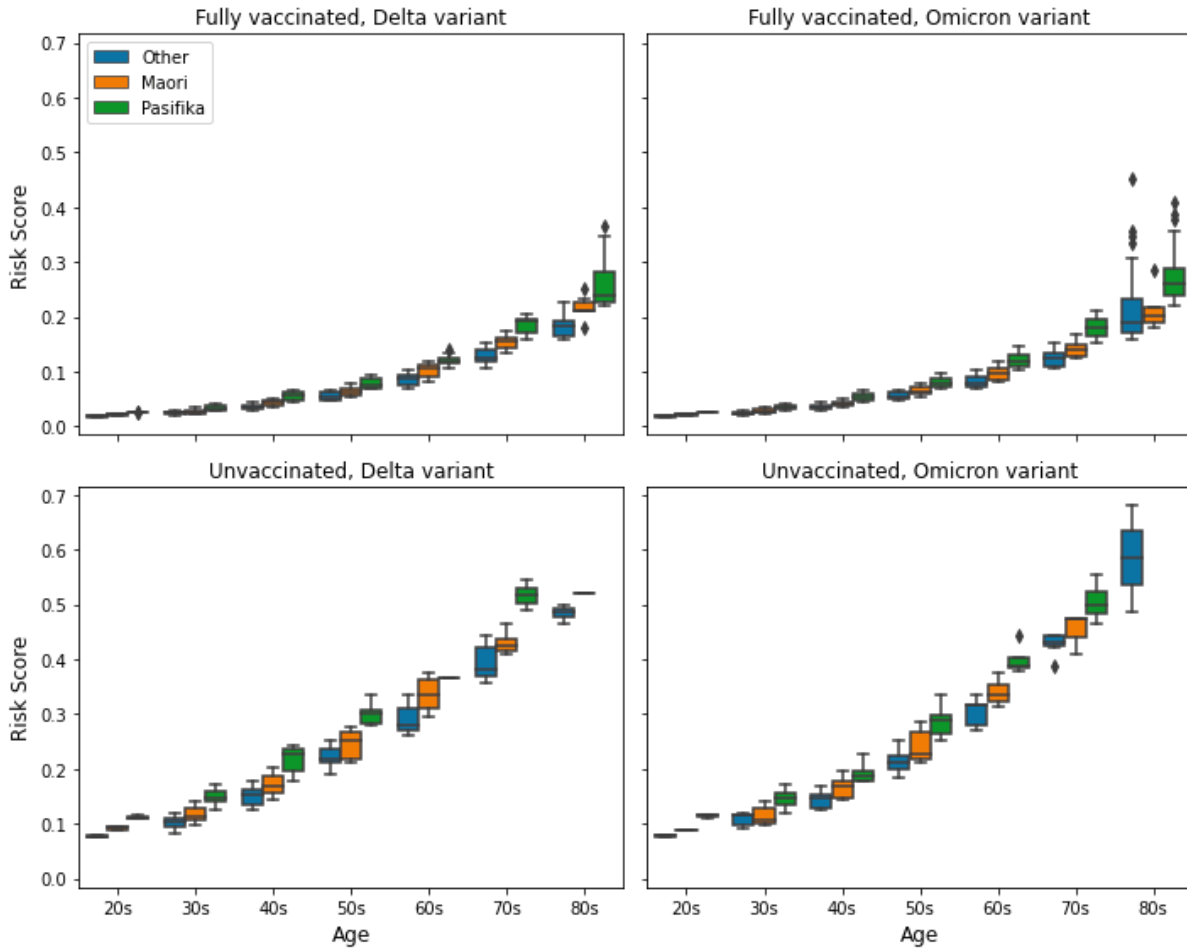 Fully vaccinated, Delta variant
Fully vaccinated, Omicron variant
0.7
0.6
0.5
0.4
0.3
0.2
0.1
0.0
Risk Score
Other
Maori
Pasifika
Unvaccinated, Delta variant
Unvaccinated, Omicron variant
0.7
0.6
0.5
0.4
0.3
0.2
0.1
0.0
Risk Score
20s 30s 40s 50s 60s 70s 80s
20s 30s 40s 50s 60s 70s 80s
Age
Age